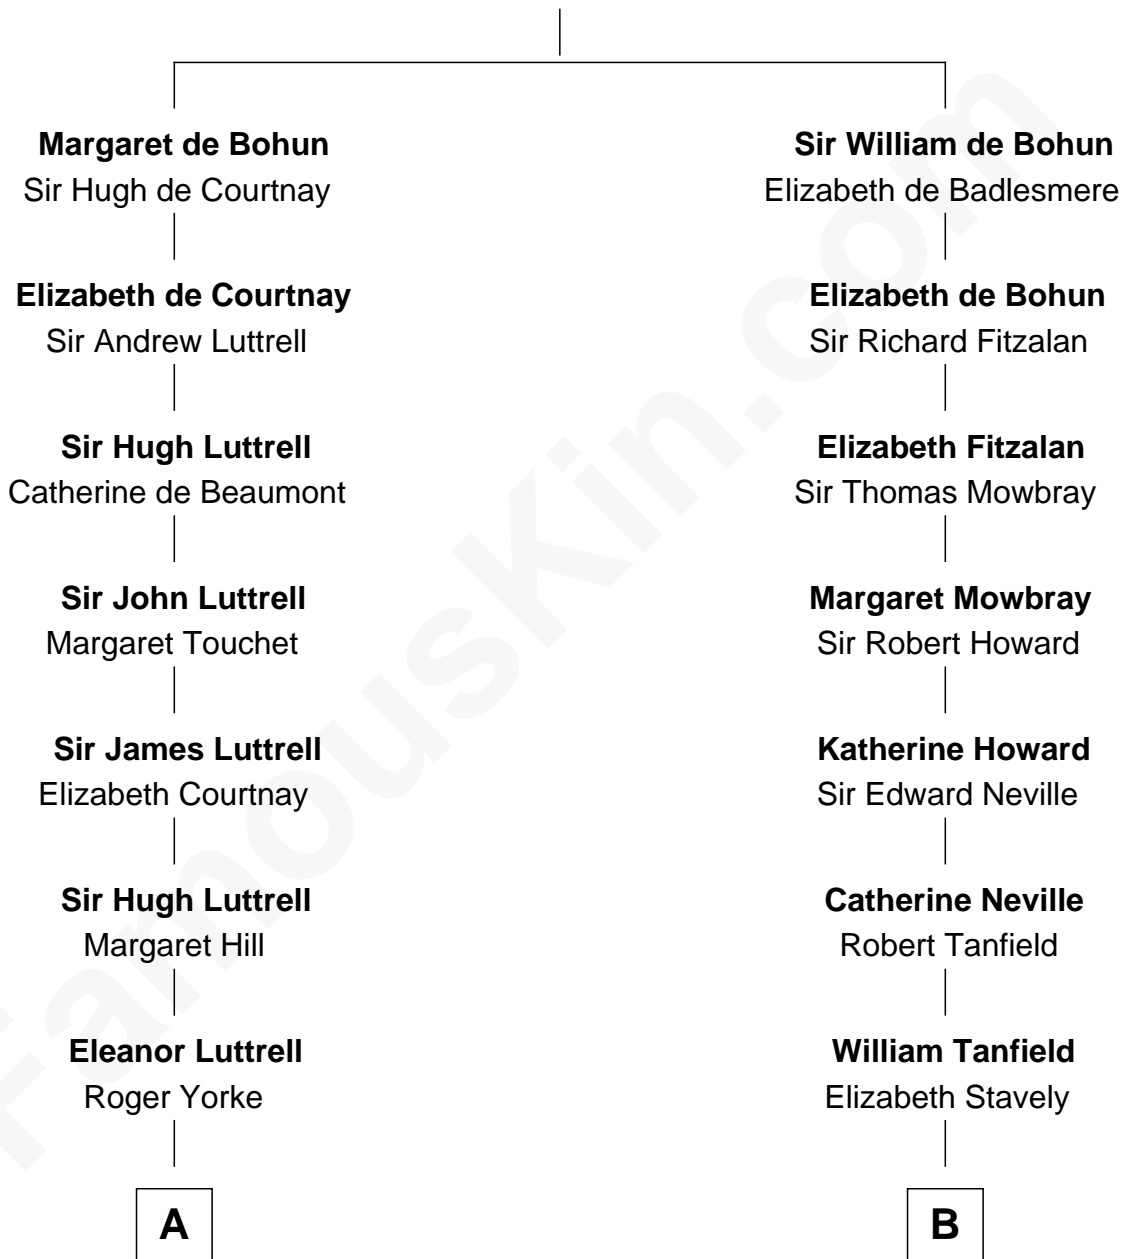 Margaret de Bohun
Sir Hugh de Courtnay
Elizabeth de Courtnay
Sir Andrew Luttrell
Sir Hugh Luttrell
Catherine de Beaumont
Sir John Luttrell
Margaret Touchet
Sir James Luttrell
Elizabeth Courtnay
Sir Hugh Luttrell
Margaret Hill
Eleanor Luttrell
Roger Yorke
A
Sir William de Bohun
Elizabeth de Badlesmere
Elizabeth de Bohun
Sir Richard Fitzalan
Elizabeth Fitzalan
Sir Thomas Mowbray
Margaret Mowbray
Sir Robert Howard
Katherine Howard
Sir Edward Neville
Catherine Neville
Robert Tanfield
William Tanfield
Elizabeth Stavely
B
FamousKin.com